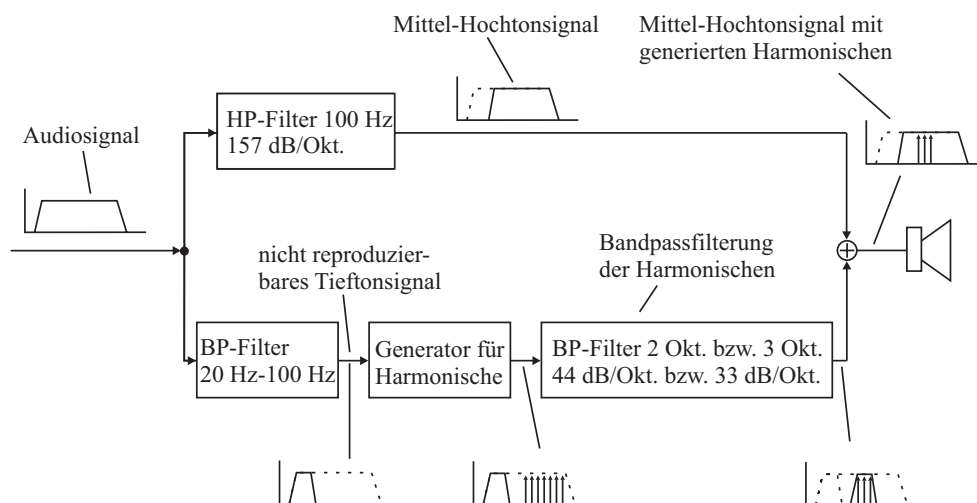 Mittel-Hochtonsignal
Mittel-Hochtonsignal mit
generierten Harmonischen
HP-Filter 100 Hz
157 dB/Okt.
Audiosignal
nicht reproduzier-
bares Tieftonsignal
Bandpassfilterung
der Harmonischen
BP-Filter
20 Hz-100 Hz
Generator für
Harmonische
BP-Filter 2 Okt. bzw. 3 Okt.
44 dB/Okt. bzw. 33 dB/Okt.